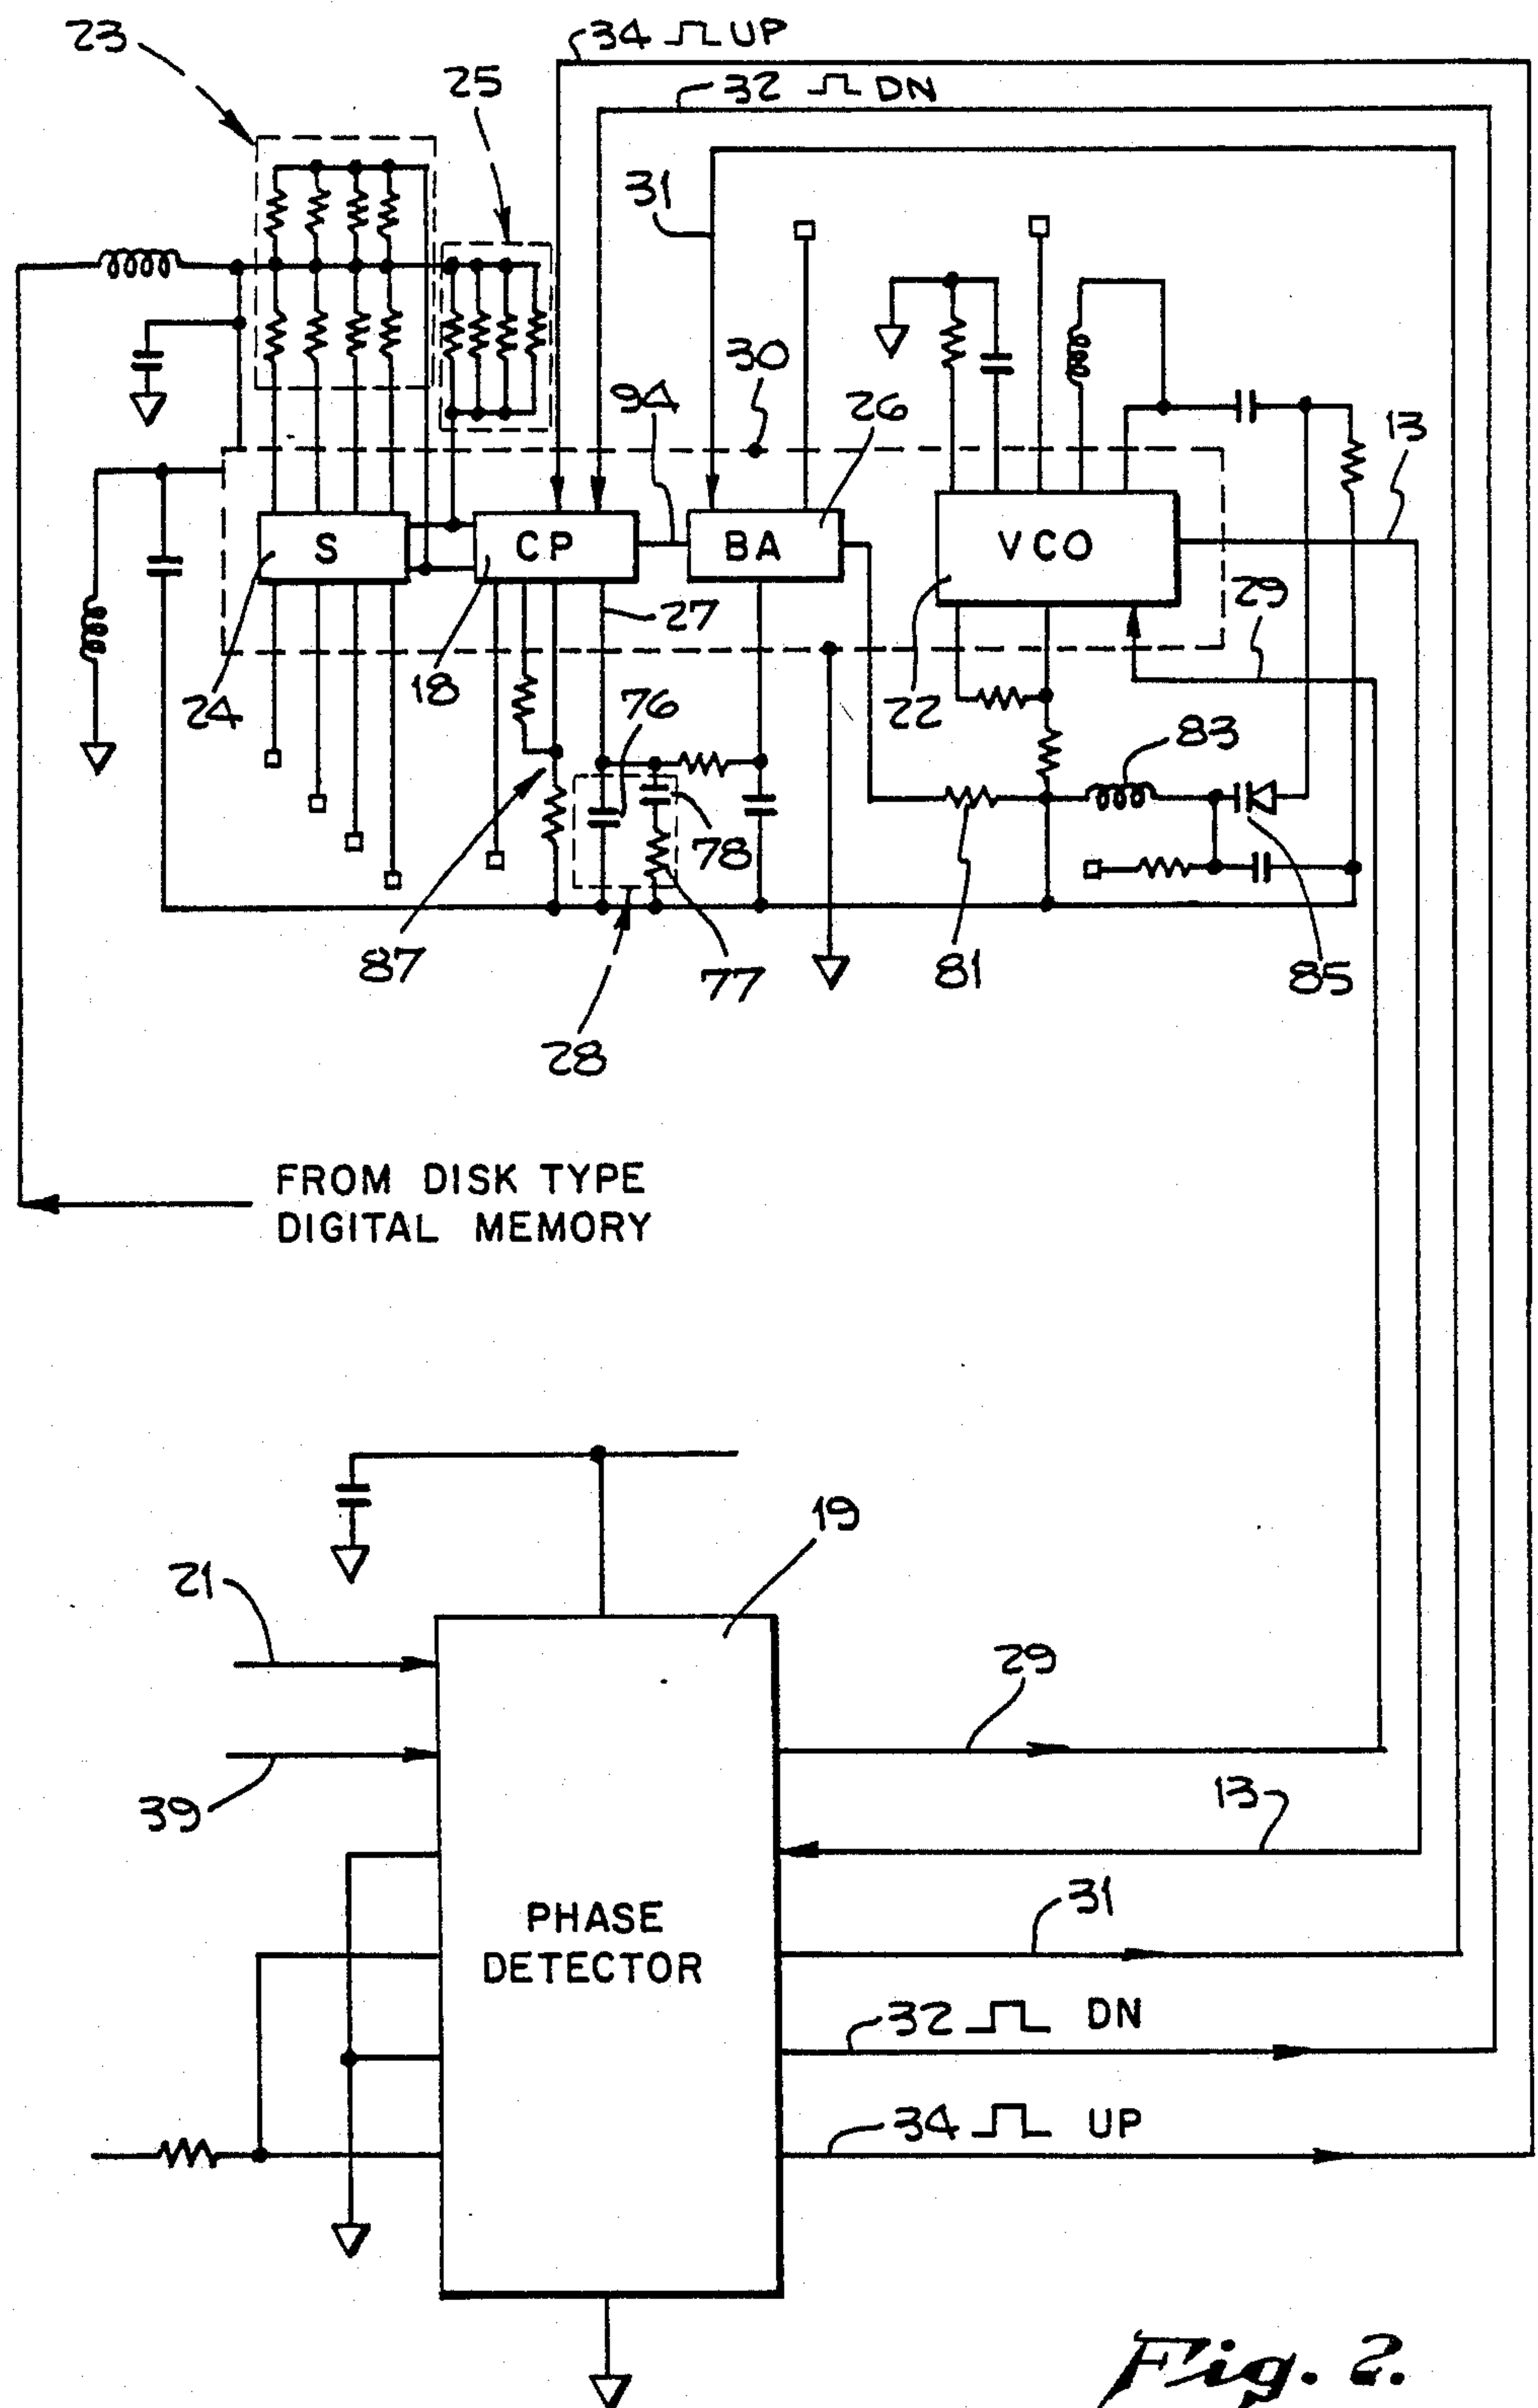 23
34 UP
32 DN
25
31
30
94
26
13
S
CP
BA
VCO
27
29
24
18
22
76
83
78
87
77
81
85
28
FROM DISK TYPE
DIGITAL MEMORY
19
21
29
39
13
31
PHASE
DETECTOR
32 DN
34 UP
Fig. 2.